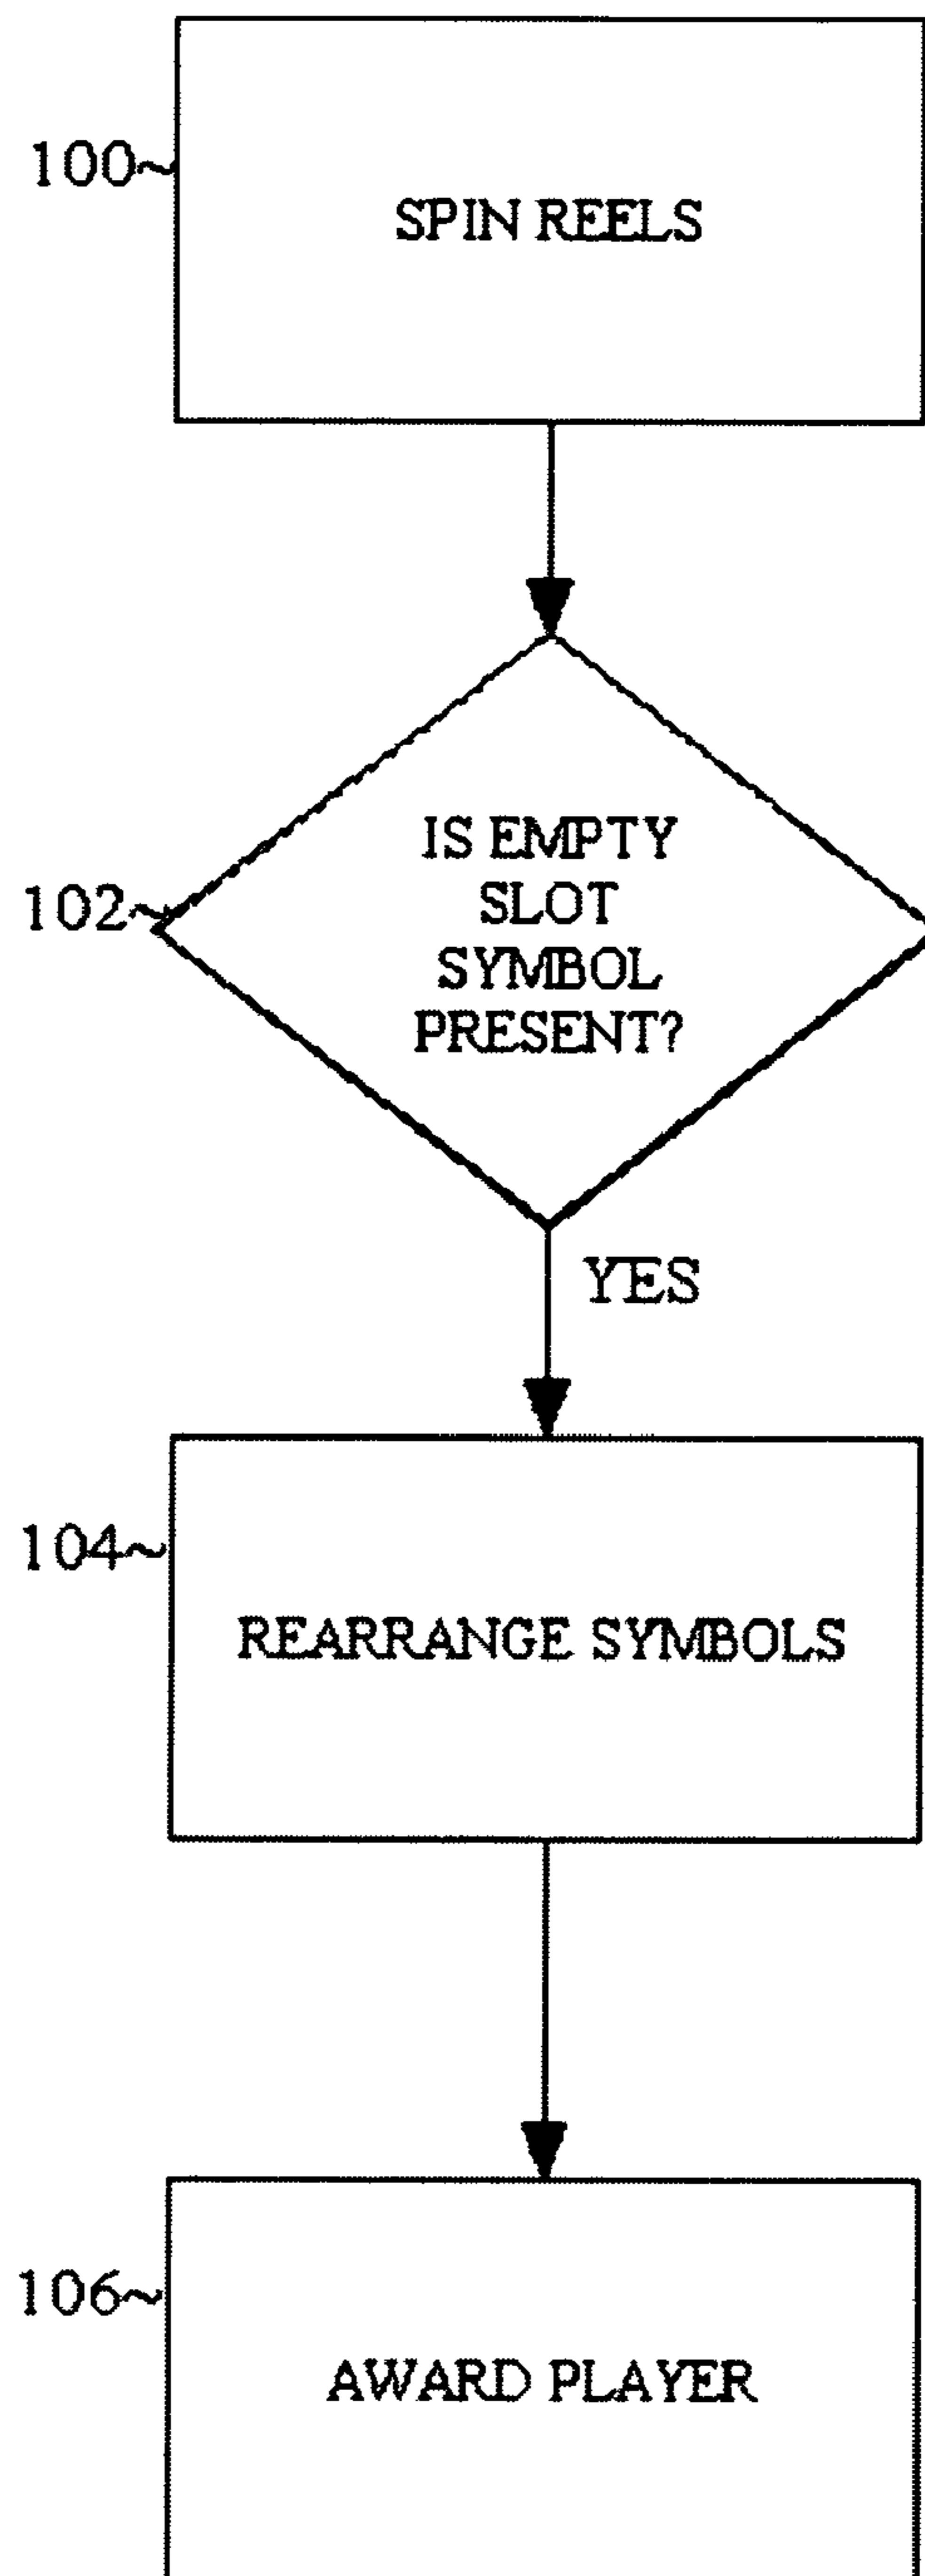 100~
SPIN REELS
102~
IS EMPTY
SLOT
SYMBOL
PRESENT?
YES
104~
REARRANGE SYMBOLS
106~
AWARD PLAYER